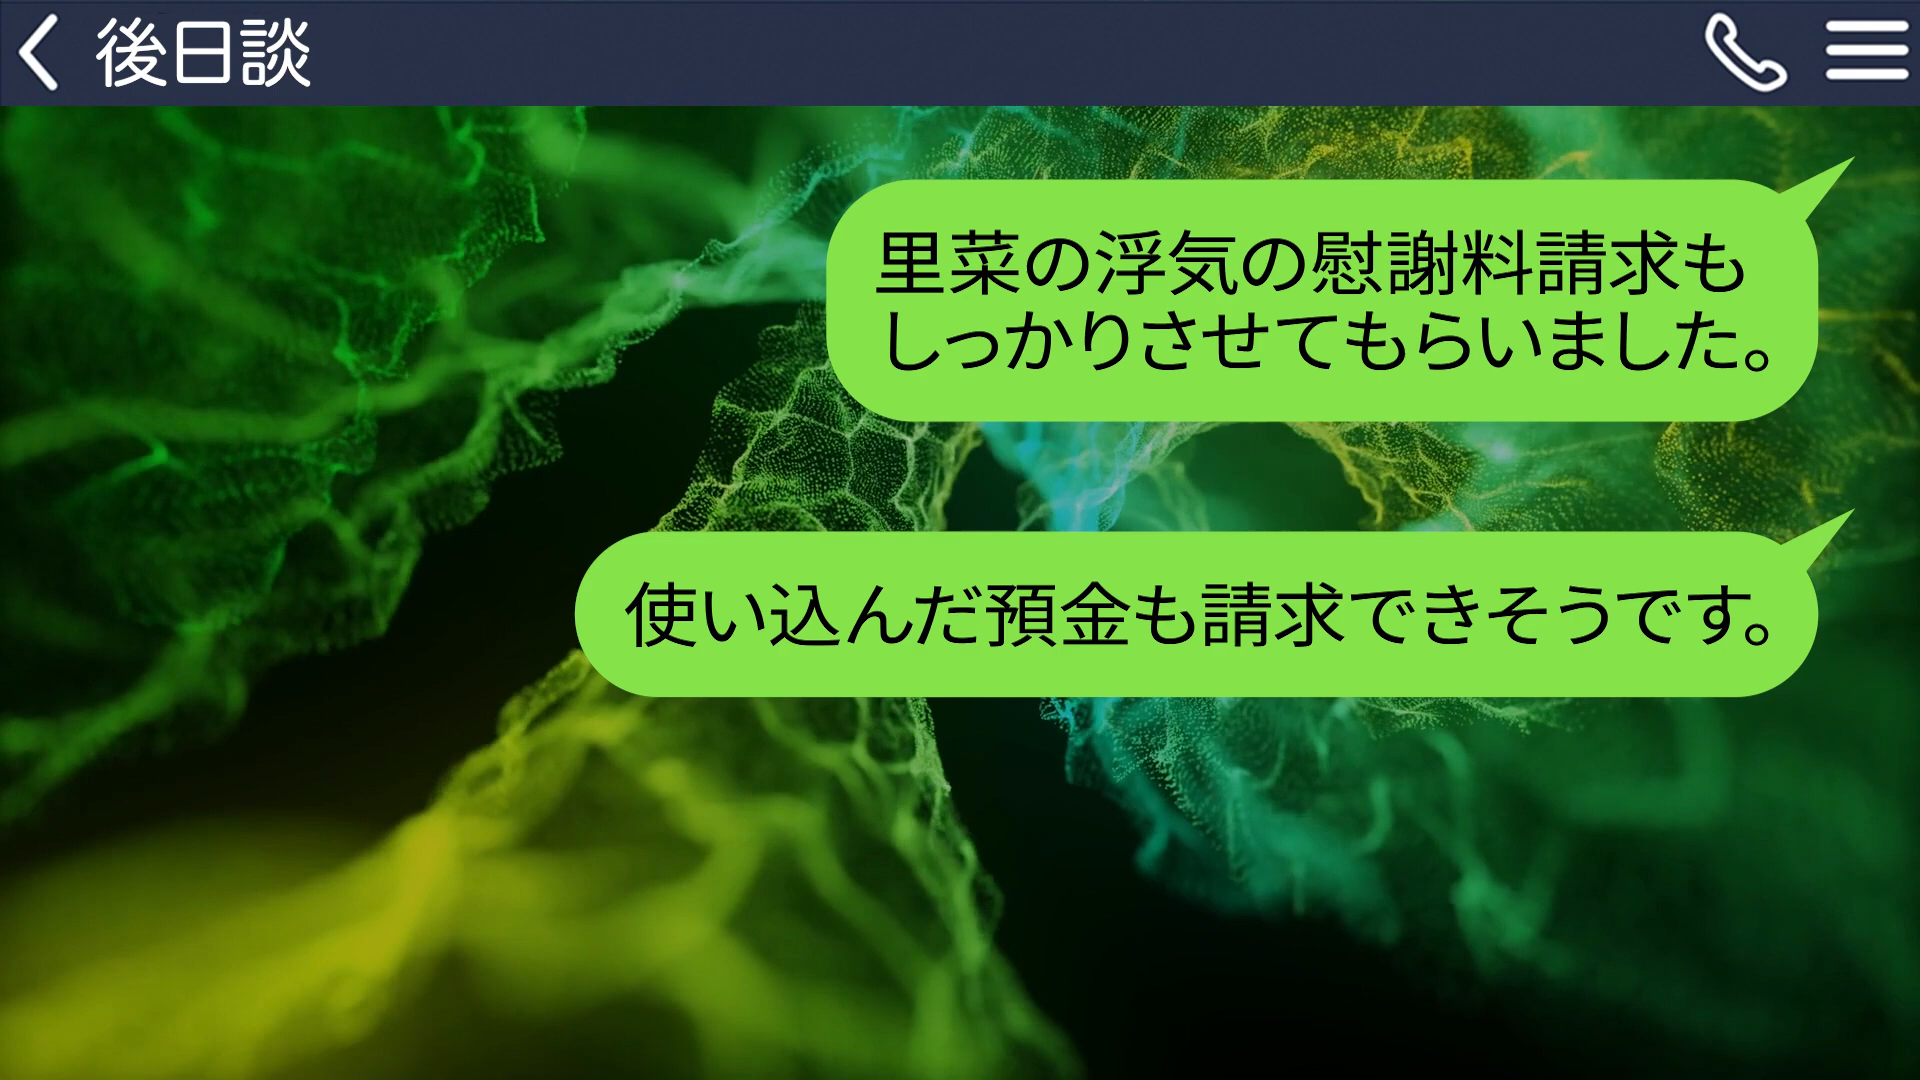 後日談
里菜の浮気の慰謝料請求も
しっかりさせてもらいました。
使い込んだ預金も請求できそうです。